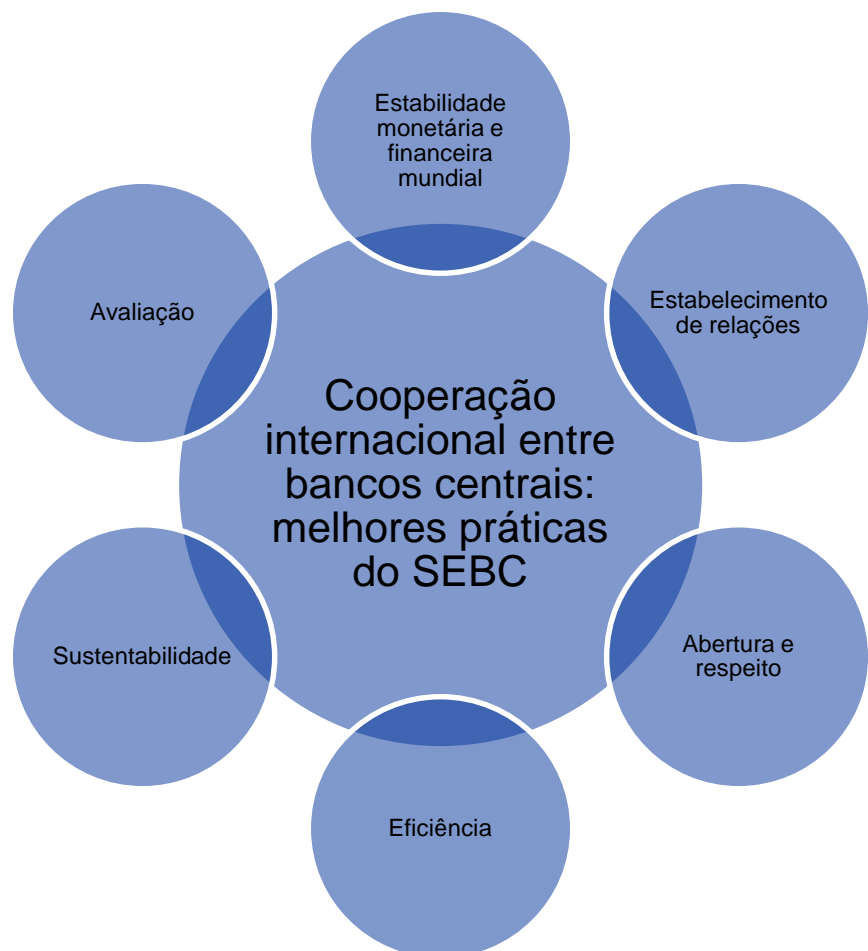 Estabilidade
monetária e
financeira
mundial
Estabelecimento
de relações
Abertura e
respeito
Eficiência
Sustentabilidade
Avaliação
Cooperação
internacional entre
bancos centrais:
melhores práticas
do SEBC